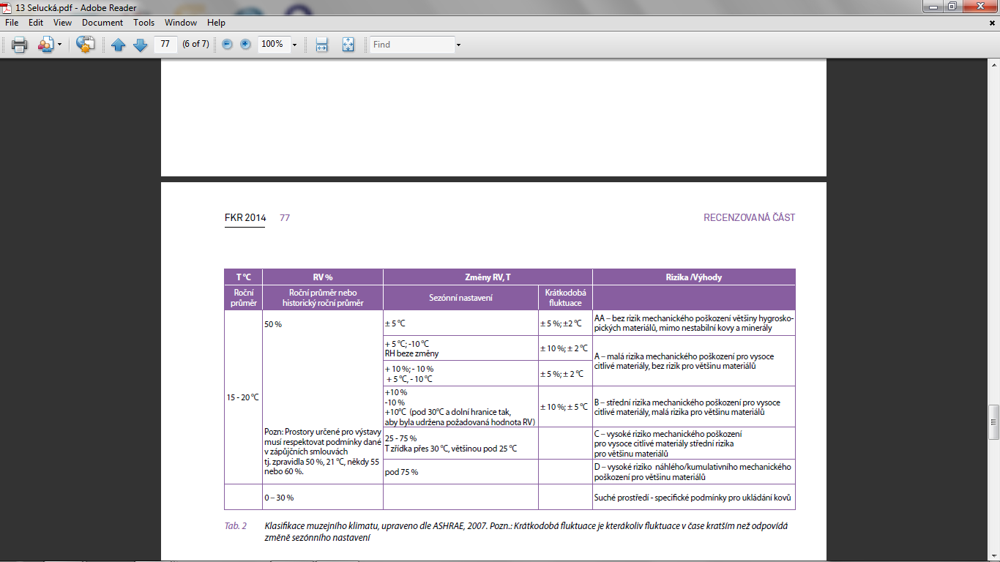 13 Selucká.pdf - Adobe Reader
File Edit View Document Tools Window Help
77 (6 of 7) 100% Find
FKR 2014 77 RECENZOVANÁ ČÁST
T °C RV % Změny RV, T Rizika /Výhody
Roční
průměr
Roční průměr nebo
historický roční průměr
Sezónní nastavení
Krátkodobá
fluktuace
15 - 20 °C
50 %
Pozn: Prostory určené pro výstavy
musí respektovat podmínky dané
v zápůjčních smlouvách
tj, zpravidla 50 %, 21 °C, někdy 55
nebo 60 %.
± 5 °C
± 5 %; ±2 °C
AA – bez rizik mechanického poškození většiny hygrosko-
pických materiálů, mimo nestabilní kovy a minerály
+ 5 °C; -10 °C
RH beze změny
± 10 %; ± 2 °C
A – malá rizika mechanického poškození pro vysoce
citlivé materiály, bez rizik pro většinu materiálů
+ 10 %; - 10 %
+ 5 °C, - 10 °C
± 5 %; ± 2 °C
+10 %
-10 %
+10°C (pod 30°C a dolní hranice tak,
aby byla udržena požadovaná hodnota RV)
± 10 %; ± 5 °C
B – střední rizika mechanického poškození pro vysoce
citlivé materiály, malá rizika pro většinu materiálů
25 - 75 %
T zřídka přes 30 °C, většinou pod 25 °C
C – vysoké riziko mechanického poškození
pro vysoce citlivé materiály střední rizika
pro většinu materiálů
pod 75 %
D – vysoké riziko náhlého/kumulativního mechanického
poškození pro většinu materiálů
0 – 30 %
Suché prostředí - specifické podmínky pro ukládání kovů
Tab. 2 Klasifikace muzejního klimatu, upraveno dle ASHRAE, 2007. Pozn.: Krátkodobá fluktuace je kterákoliv fluktuace v čase kratším než odpovídá
změně sezónního nastavení